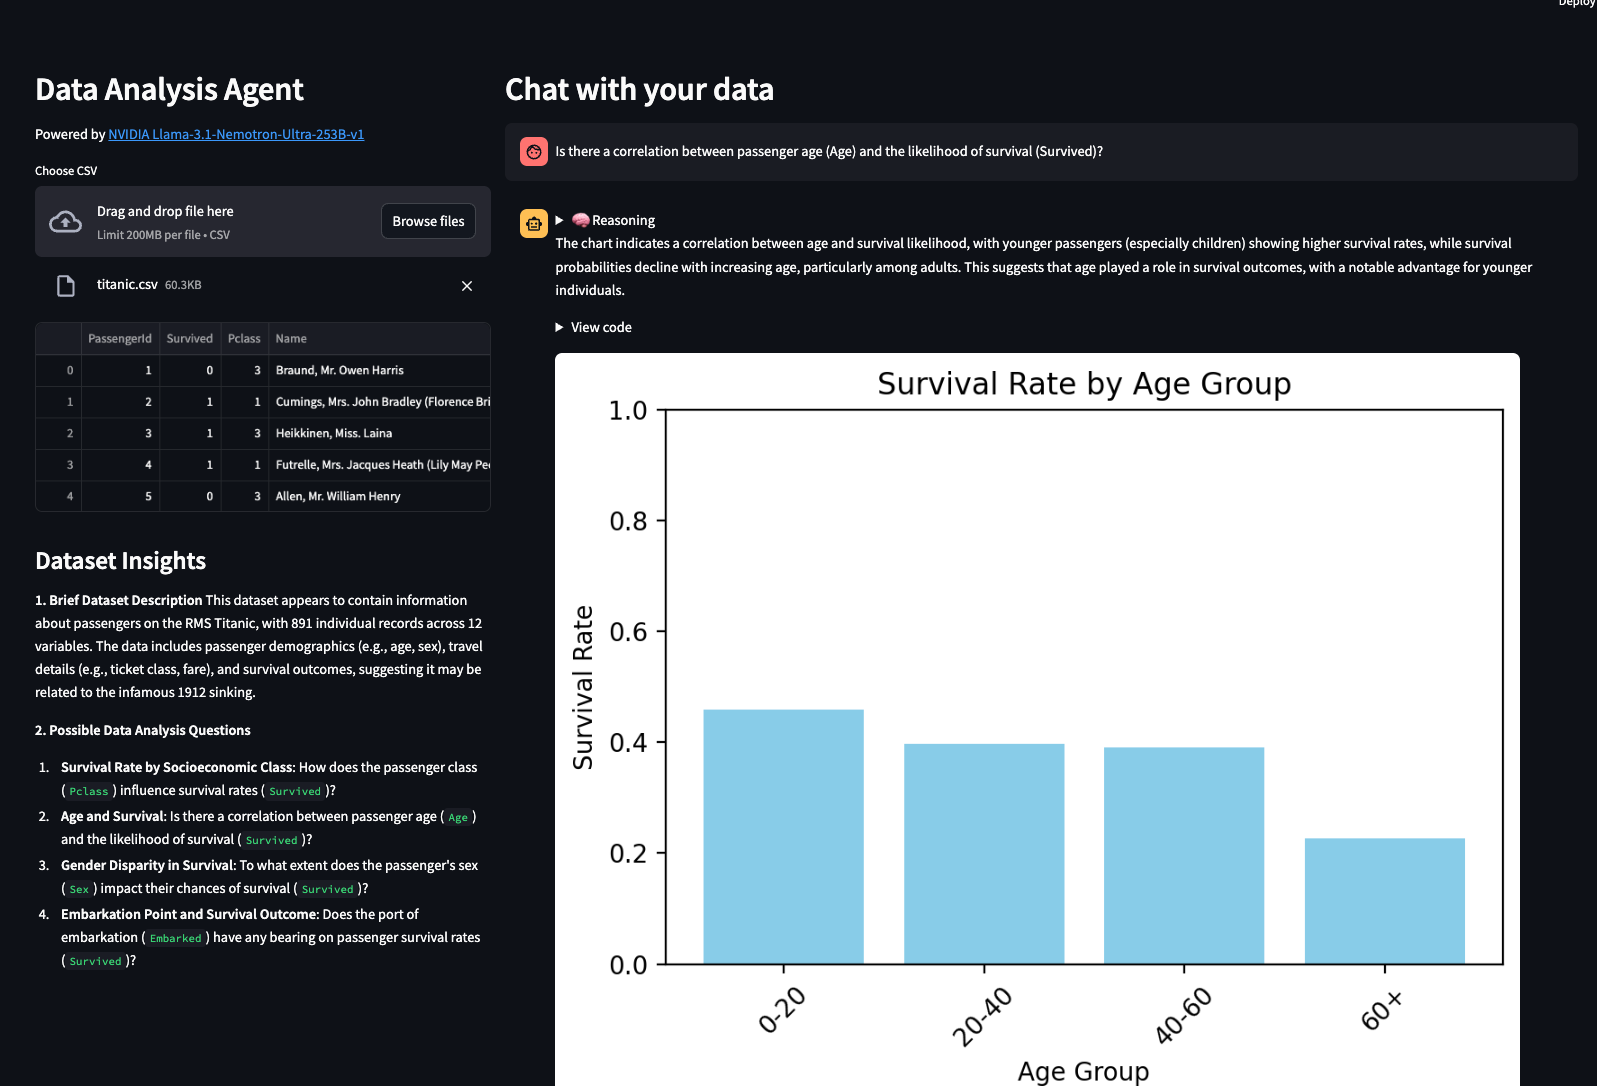 Deploy
Data Analysis Agent
Powered by NVIDIA Llama-3.1-Nemotron-Ultra-253B-v1
Choose CSV
Drag and drop file here
Limit 200MB per file • CSV
Browse files
titanic.csv 60.3KB
PassengerId Survived Pclass Name
0 1 0 3 Braund, Mr. Owen Harris
1 2 1 1 Cumings, Mrs. John Bradley (Florence Bri
2 3 1 3 Heikkinen, Miss. Laina
3 4 1 1 Futrelle, Mrs. Jacques Heath (Lily May Pe
4 5 0 3 Allen, Mr. William Henry
Dataset Insights
1. Brief Dataset Description This dataset appears to contain information
about passengers on the RMS Titanic, with 891 individual records across 12
variables. The data includes passenger demographics (e.g., age, sex), travel
details (e.g., ticket class, fare), and survival outcomes, suggesting it may be
related to the infamous 1912 sinking.
2. Possible Data Analysis Questions
1. Survival Rate by Socioeconomic Class: How does the passenger class
( Pclass ) influence survival rates ( Survived )?
2. Age and Survival: Is there a correlation between passenger age ( Age )
and the likelihood of survival ( Survived )?
3. Gender Disparity in Survival: To what extent does the passenger's sex
( Sex ) impact their chances of survival ( Survived )?
4. Embarkation Point and Survival Outcome: Does the port of
embarkation ( Embarked ) have any bearing on passenger survival rates
( Survived )?
Chat with your data
Is there a correlation between passenger age (Age) and the likelihood of survival (Survived)?
Reasoning
The chart indicates a correlation between age and survival likelihood, with younger passengers (especially children) showing higher survival rates, while survival
probabilities decline with increasing age, particularly among adults. This suggests that age played a role in survival outcomes, with a notable advantage for younger
individuals.
View code
Survival Rate by Age Group
1.0
0.8
0.6
0.4
0.2
0.0
Survival Rate
0-20
20-40
40-60
60+
Age Group